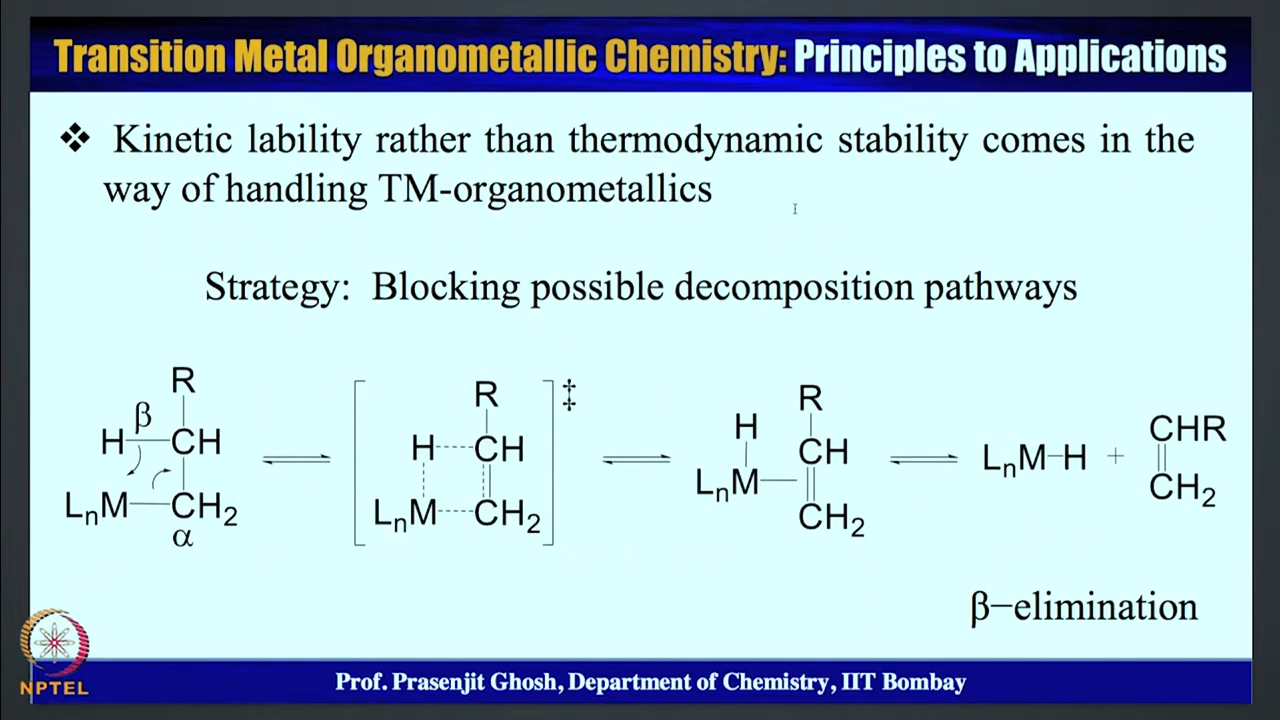 Transition Metal Organometallic Chemistry: Principles to Applications
❖ Kinetic lability rather than thermodynamic stability comes in the
way of handling TM-organometallics
Strategy: Blocking possible decomposition pathways
R
β
H CH
LnM CH2
α
R
H CH
LnM CH2
‡
R
H
CH
LnM
CH2
LnM-H + CHR
CH2
β−elimination
NPTEL
Prof. Prasenjit Ghosh, Department of Chemistry, IIT Bombay